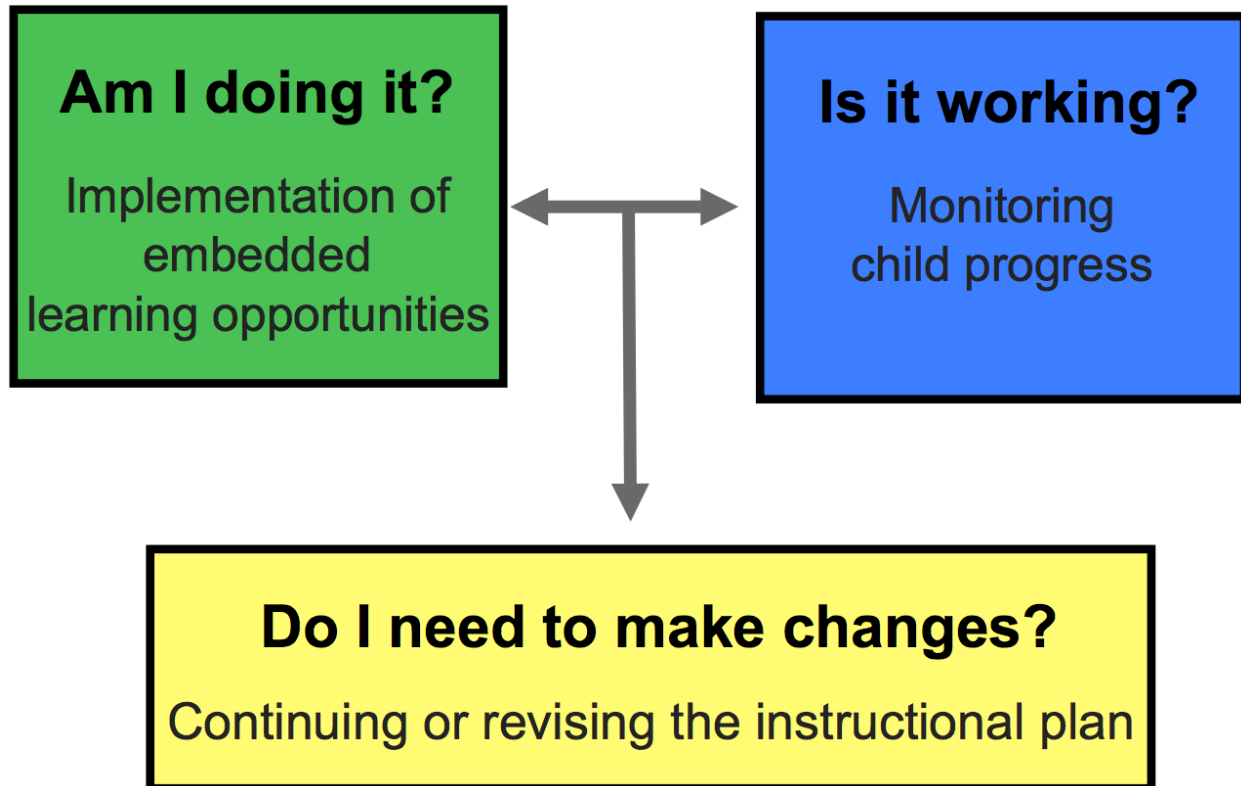 Am I doing it?
Implementation of
embedded
learning opportunities
Is it working?
Monitoring
child progress
Do I need to make changes?
Continuing or revising the instructional plan